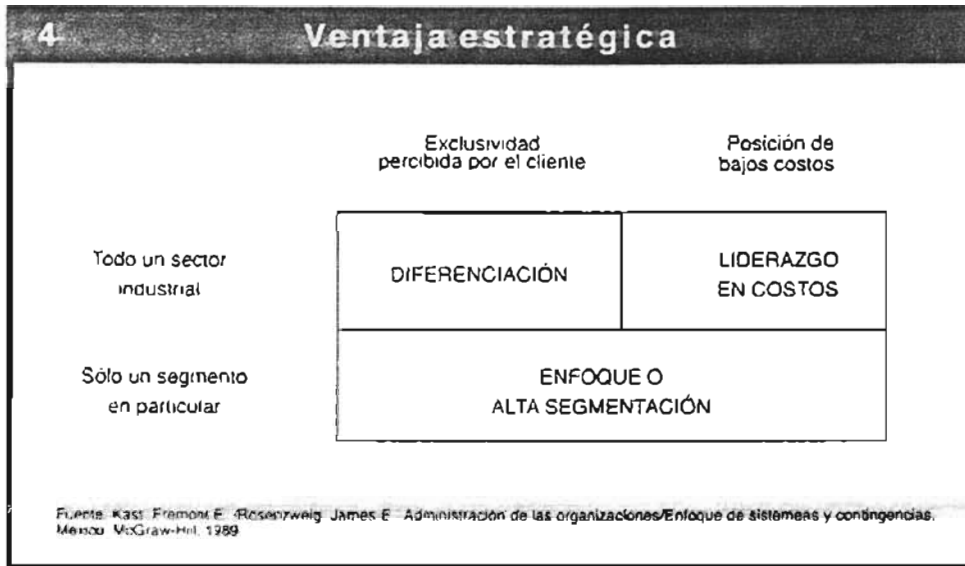 4
Ventaja estratégica
Exclusividad
percibida por el cliente
Posición de
bajos costos
Todo un sector
industrial
DIFERENCIACIÓN
LIDERAZGO
EN COSTOS
Sólo un segmento
en particular
ENFOQUE O
ALTA SEGMENTACIÓN
Fuente Kast Fremont E. Rosenzweig James E Administración de las organizaciones/Enfoque de sistemeas y contingencias.
México McGraw-Hill, 1989